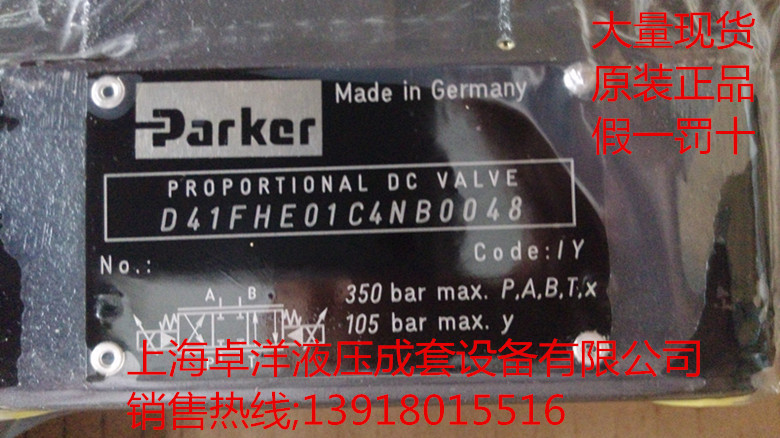 大量现货
原装正品
假一罚十
Parker
Made in Germany
PROPORTIONAL DC VALVE
D41FHE01C4NB0048
Code:/Y
No.:
A B
350 bar max. P,A,B,T,x
105 bar max. y
上海卓洋液压成套设备有限公司
销售热线;13918015516